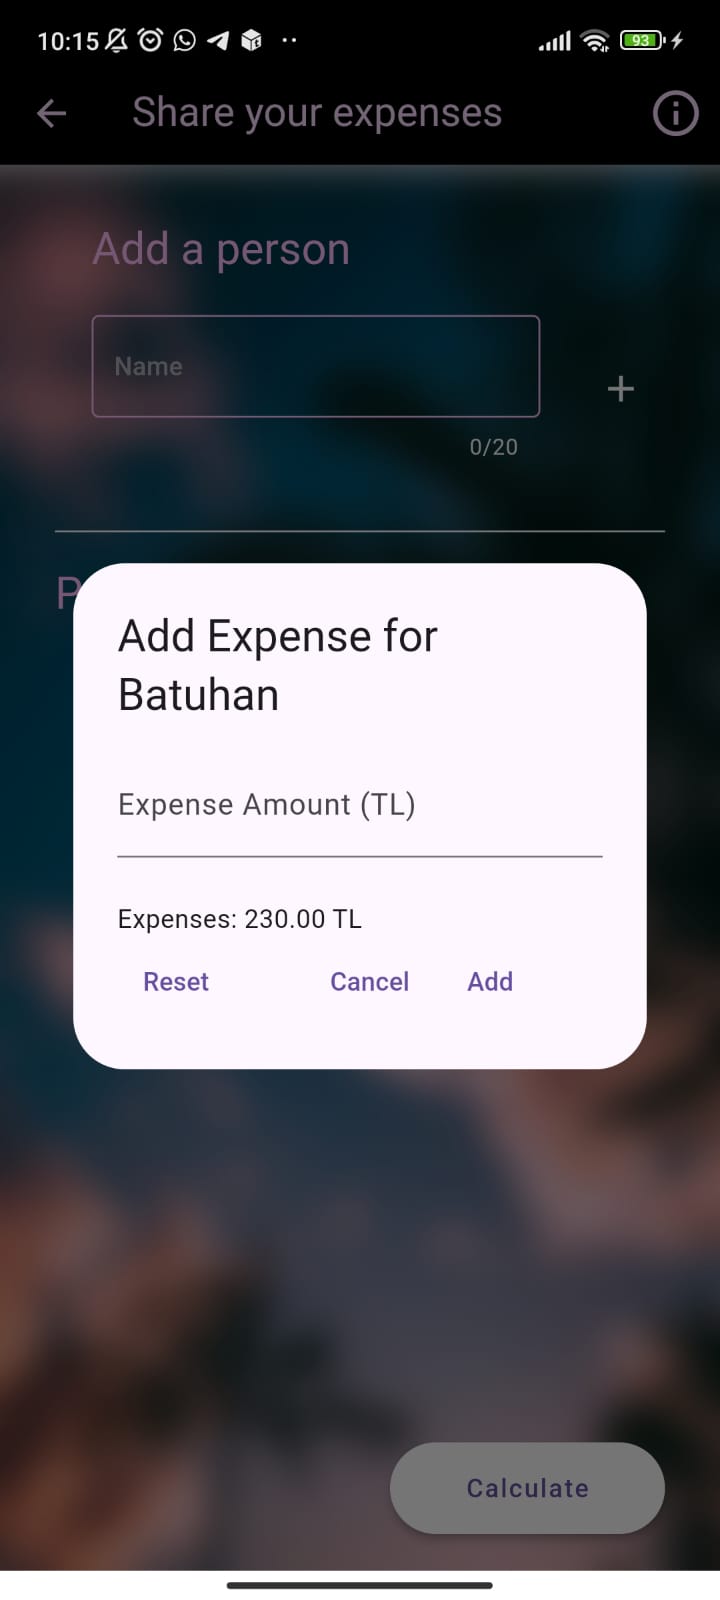 10:15
93
Share your expenses
Add a person
Name
0/20
P
Add Expense for
Batuhan
Expense Amount (TL)
Expenses: 230.00 TL
Reset Cancel Add
Calculate